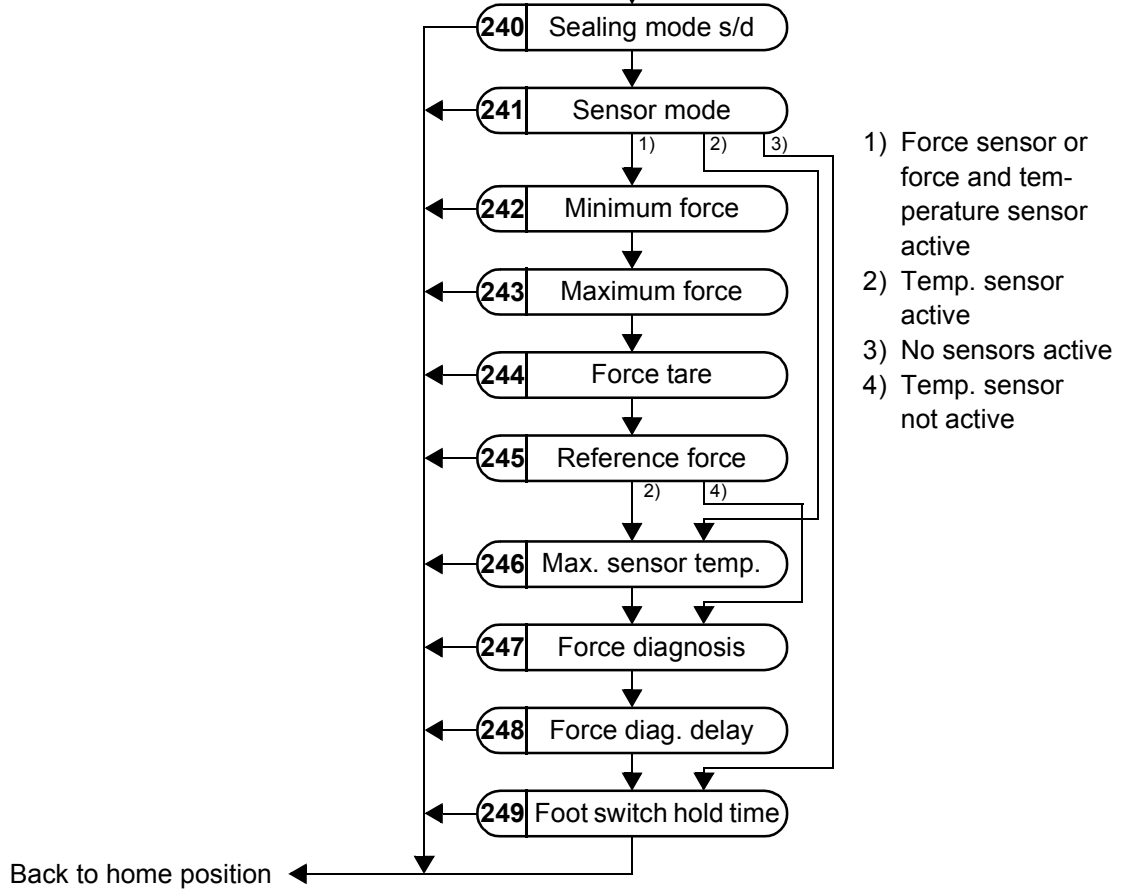 240 Sealing mode s/d
241 Sensor mode
1) 2) 3)
242 Minimum force
243 Maximum force
244 Force tare
245 Reference force
2) 4)
246 Max. sensor temp.
247 Force diagnosis
248 Force diag. delay
249 Foot switch hold time
Back to home position
1) Force sensor or
force and tem-
perature sensor
active
2) Temp. sensor
active
3) No sensors active
4) Temp. sensor
not active